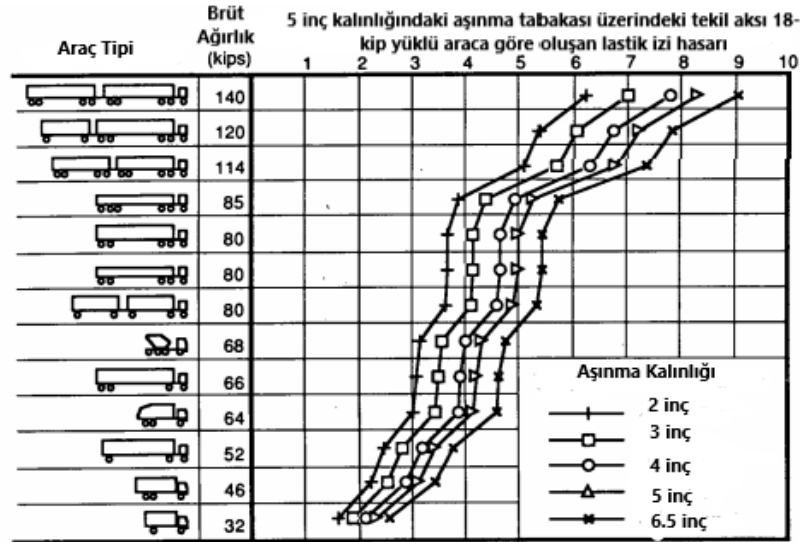 Araç Tipi
Brüt
Ağırlık
(kips)
5 inç kalınlığındaki aşınma tabakası üzerindeki tekil aksı 18-
kip yüklü araca göre oluşan lastik izi hasarı
1 2 3 4 5 6 7 8 9 10
140
120
114
85
80
80
80
68
66
64
52
46
32
Aşınma Kalınlığı
2 inç
3 inç
4 inç
5 inç
6.5 inç